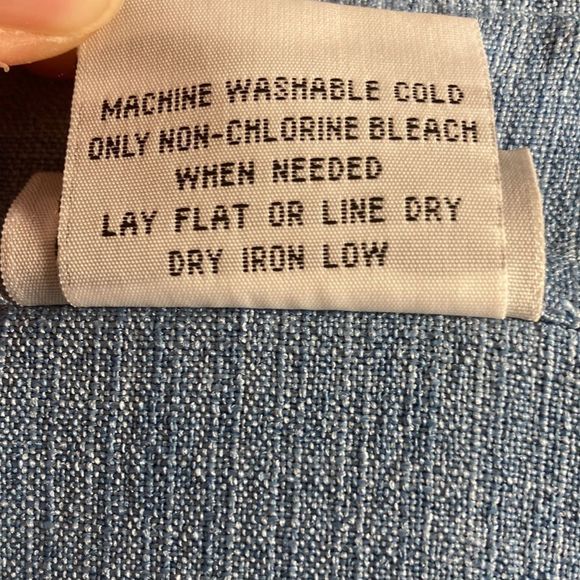 MACHINE WASHABLE COLD
ONLY NON-CHLORINE BLEACH
WHEN NEEDED
LAY FLAT OR LINE DRY
DRY IRON LOW